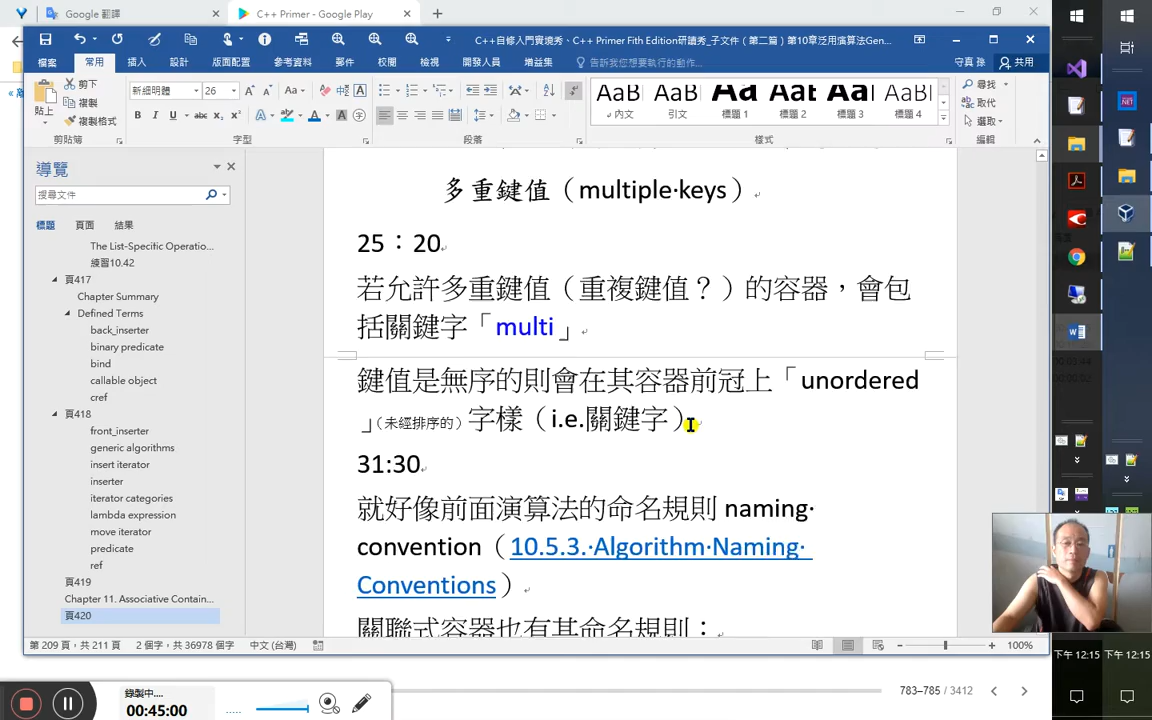 Google 翻譯
C++ Primer - Google Play
C++自修入門實境秀、C++ Primer Fith Edition研讀秀_子文件（第二篇）第10章泛用演算法Gen...
檔案 常用 插入 設計 版面配置 參考資料 郵件 校閱 檢視 開發人員 增益集 告訴我您想要執行的動作... 守真 孫 共用
貼上 剪下 複製 複製格式
新細明體 26
內文 引文 標題 1 標題 2 標題 3 標題 4
尋找 取代 選取
剪貼簿 字型 段落 樣式 編輯
導覽
搜尋文件
標題 頁面 結果
The List-Specific Operatio...
練習10.42
頁417
Chapter Summary
Defined Terms
back_inserter
binary predicate
bind
callable object
cref
頁418
front_inserter
generic algorithms
insert iterator
inserter
iterator categories
lambda expression
move iterator
predicate
ref
頁419
Chapter 11. Associative Contain...
頁420
多重鍵值（multiple·keys）
25：20
若允許多重鍵值（重複鍵值？）的容器，會包
括關鍵字「multi」
鍵值是無序的則會在其容器前冠上「unordered
」（未經排序的）字樣（i.e.關鍵字）
31:30
就好像前面演算法的命名規則 naming·
convention（10.5.3.·Algorithm·Naming·
Conventions）
關聯式容器也有其命名規則：
第 209 頁，共 211 頁 2 個字，共 36978 個字 中文 (台灣) 100%
錄製中....
00:45:00
783–785 / 3412
下午 12:15 下午 12:15